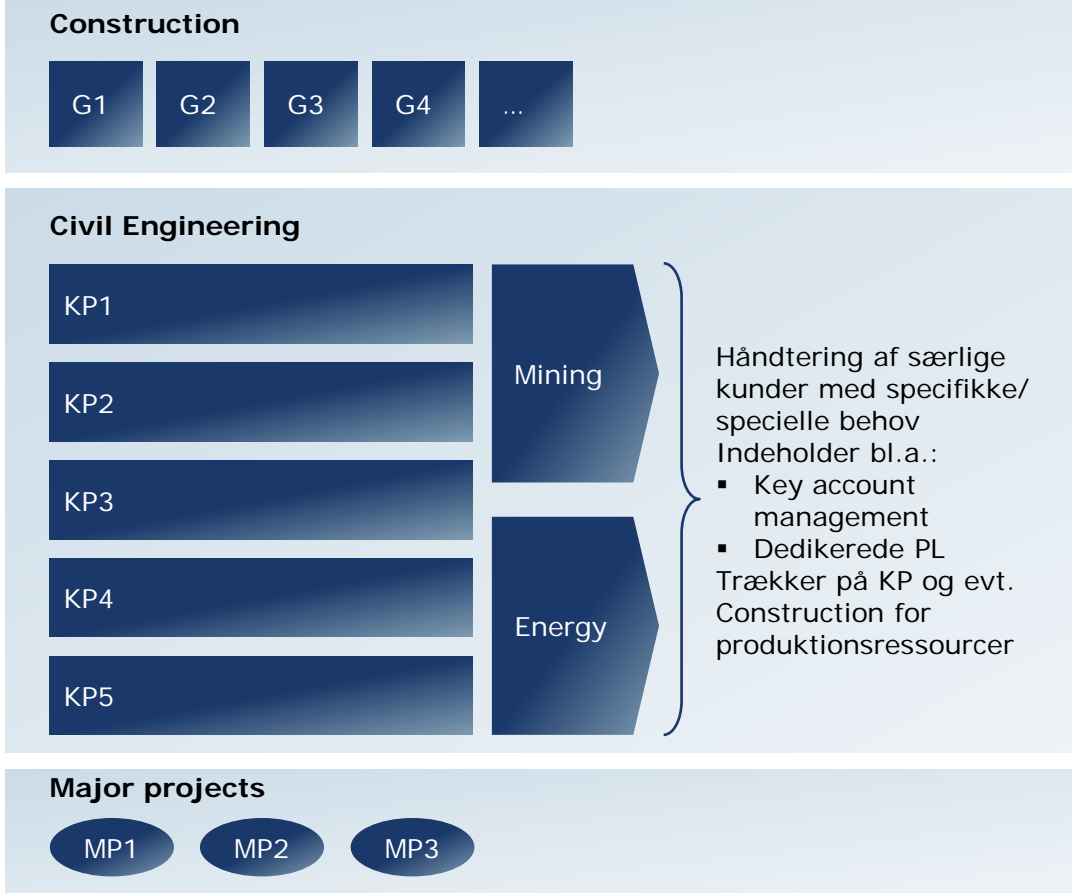 Construction
G1 G2 G3 G4 ...
Civil Engineering
KP1
KP2
KP3
KP4
KP5
Mining
Energy
Håndtering af særlige
kunder med specifikke/
specielle behov
Indeholder bl.a.:
▪ Key account
management
▪ Dedikerede PL
Trækker på KP og evt.
Construction for
produktionsressourcer
Major projects
MP1 MP2 MP3